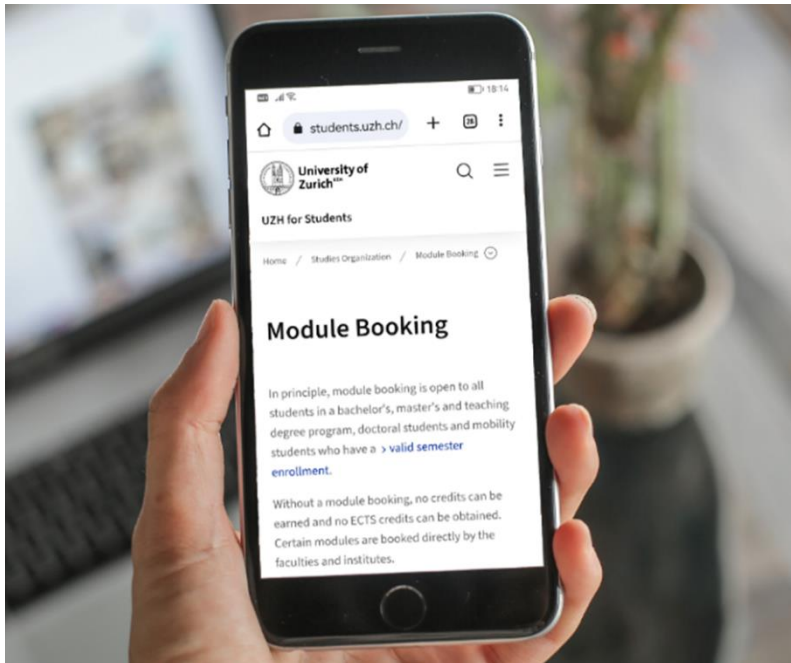 18:14
students.uzh.ch/
26
University of
Zurich
UZH for Students
Home / Studies Organization / Module Booking
Module Booking
In principle, module booking is open to all
students in a bachelor's, master's and teaching
degree program, doctoral students and mobility
students who have a > valid semester
enrollment.
Without a module booking, no credits can be
earned and no ECTS credits can be obtained.
Certain modules are booked directly by the
faculties and institutes.